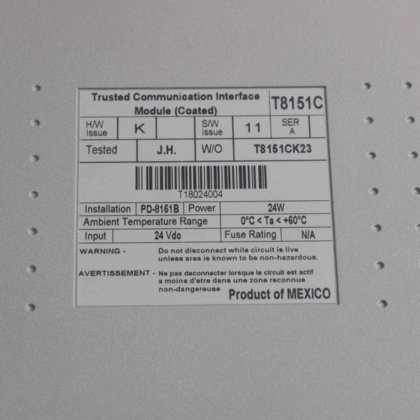 Trusted Communication Interface
Module (Coated)
T8151C
H/W Issue K S/W Issue 11 SER A
Tested J.H. W/O T8151CK23
T18024004
Installation PD-8151B Power 24W
Ambient Temperature Range 0°C < Ta < +60°C
Input 24 Vdc Fuse Rating N/A
WARNING - Do not disconnect while circuit is live
unless area is known to be non-hazardous.
AVERTISSEMENT - Ne pas deconnecter lorsque le circuit est actif
a moins d'etre dans une zone reconnue
non-dangereuse
Product of MEXICO